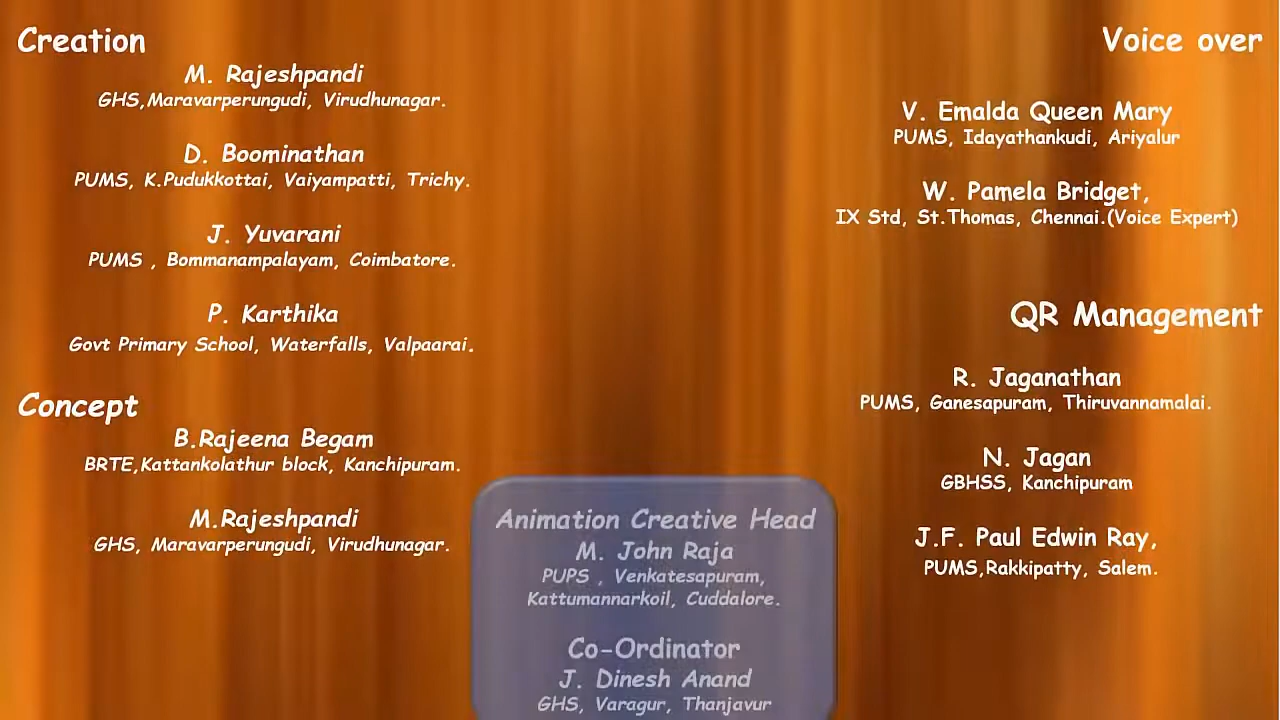 Creation
M. Rajeshpandi
GHS,Maravarperungudi, Virudhunagar.
D. Boominathan
PUMS, K.Pudukkottai, Vaiyampatti, Trichy.
J. Yuvarani
PUMS , Bommanampalayam, Coimbatore.
P. Karthika
Govt Primary School, Waterfalls, Valpaarai.
Concept
B.Rajeena Begam
BRTE,Kattankolathur block, Kanchipuram.
M.Rajeshpandi
GHS, Maravarperungudi, Virudhunagar.
Animation Creative Head
M. John Raja
PUPS , Venkatesapuram,
Kattumannarkoil, Cuddalore.
Co-Ordinator
J. Dinesh Anand
GHS, Varagur, Thanjavur
Voice over
V. Emalda Queen Mary
PUMS, Idayathankudi, Ariyalur
W. Pamela Bridget,
IX Std, St.Thomas, Chennai.(Voice Expert)
QR Management
R. Jaganathan
PUMS, Ganesapuram, Thiruvannamalai.
N. Jagan
GBHSS, Kanchipuram
J.F. Paul Edwin Ray,
PUMS,Rakkipatty, Salem.